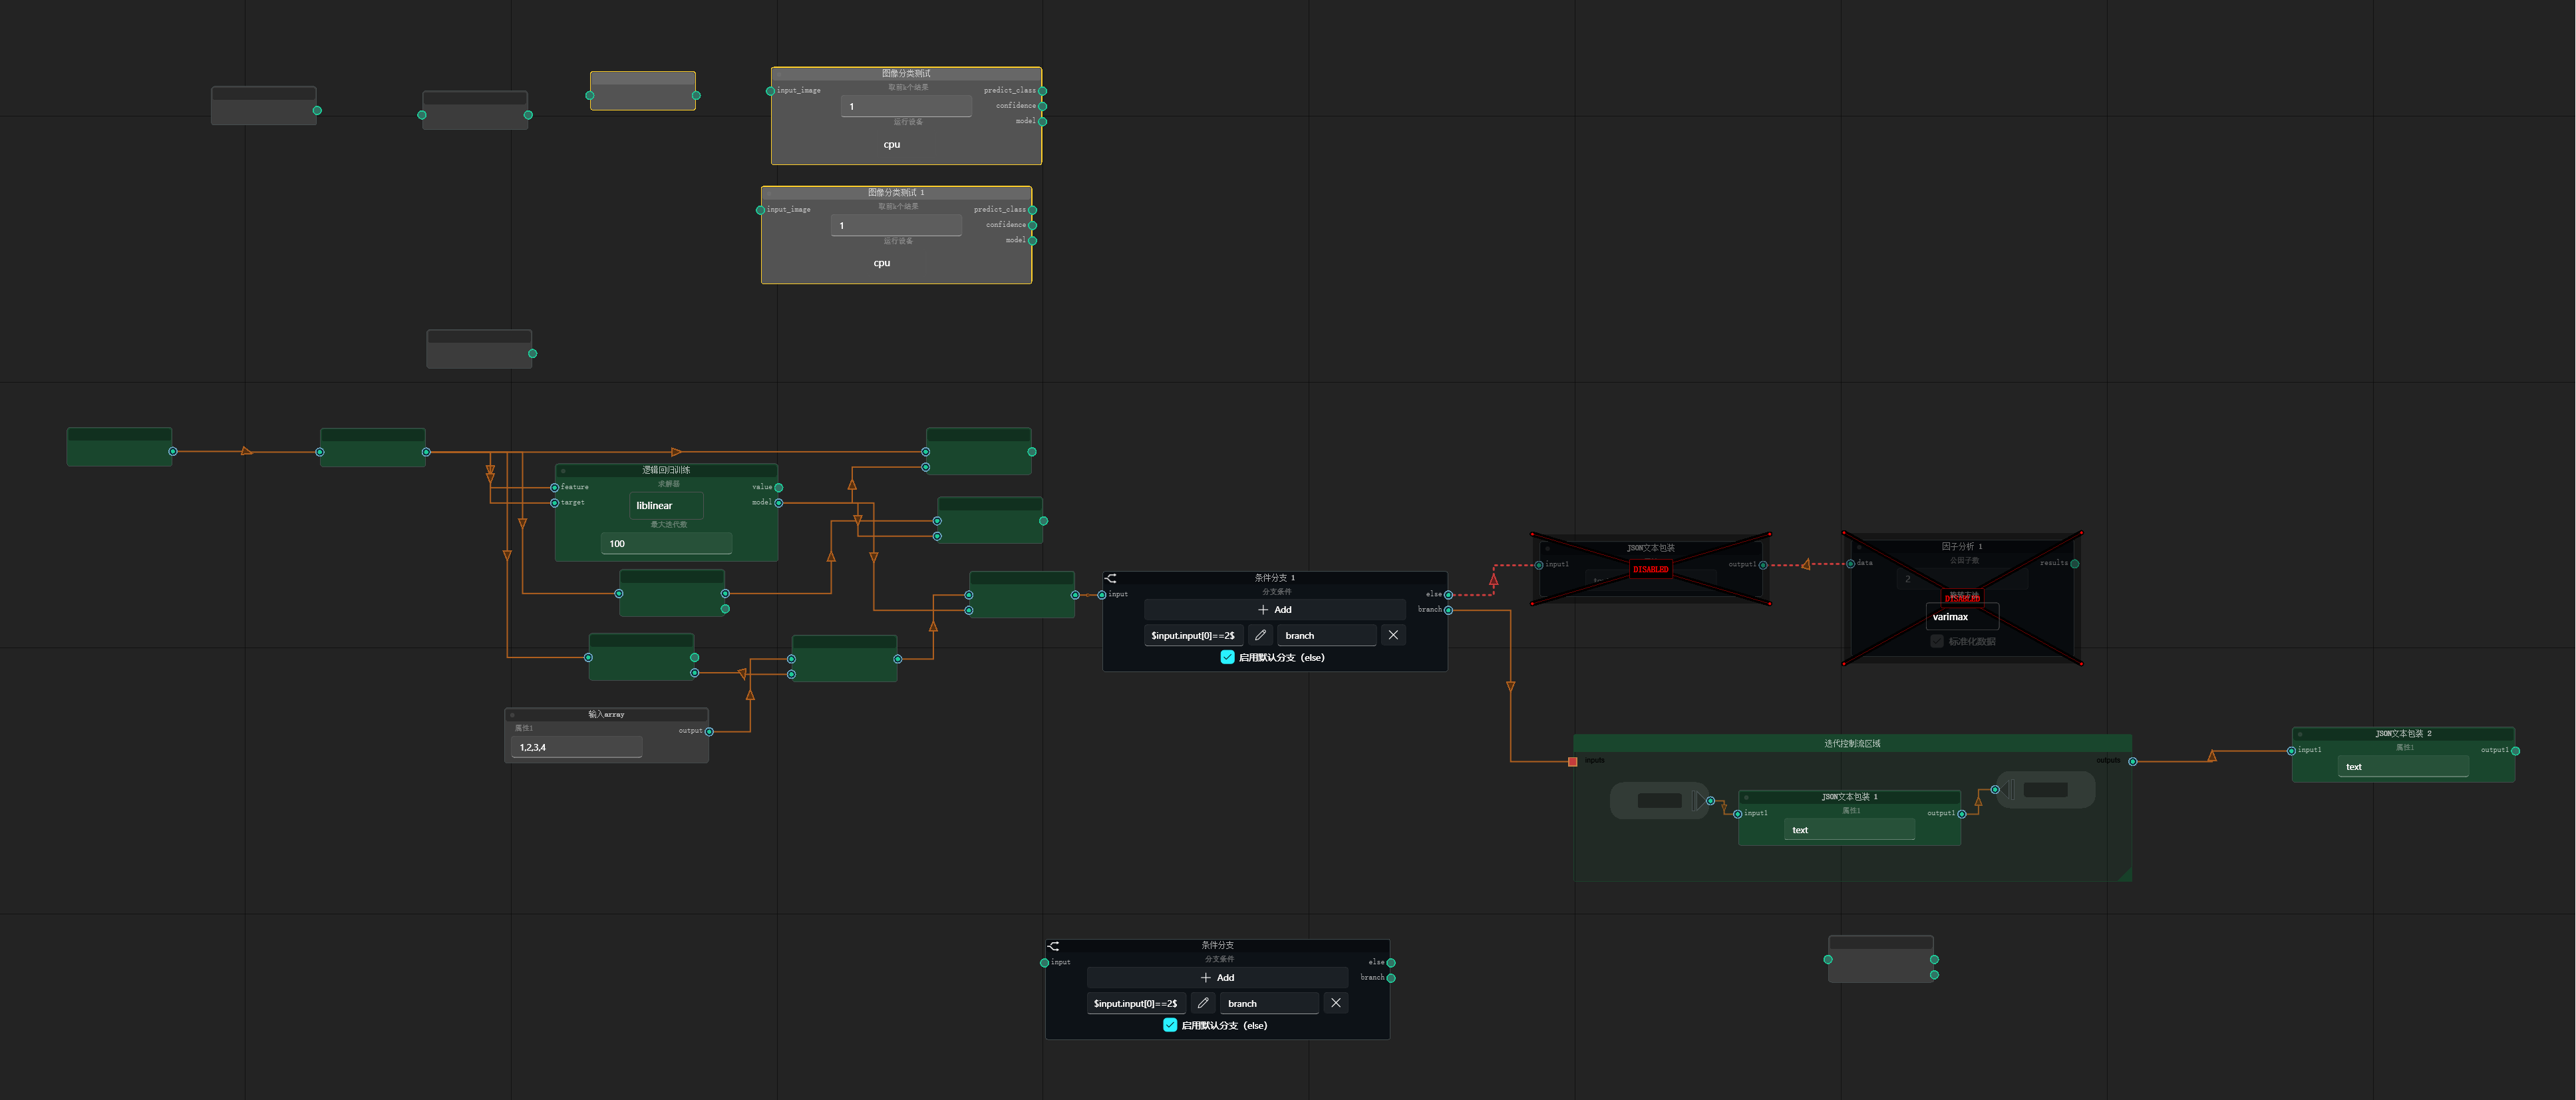 图像分类测试
input_image
取前k个结果
predict_class
1
confidence
运行设备
model
cpu
图像分类测试 1
input_image
取前k个结果
predict_class
1
confidence
运行设备
model
cpu
逻辑回归训练
feature
求解器
value
target
liblinear
model
最大迭代数
100
输入array
属性1
output
1,2,3,4
条件分支 1
input
分支条件
else
Add
branch
$input.input[0]==2$
branch
启用默认分支（else）
JSON文本包装
input1
output1
DISABLED
因子分析 1
data
公因子数
results
2
DISABLED
varimax
标准化数据
迭代控制流区域
inputs
outputs
JSON文本包装 1
属性1
input1
output1
text
JSON文本包装 2
属性1
input1
output1
text
条件分支
input
分支条件
else
Add
branch
$input.input[0]==2$
branch
启用默认分支（else）